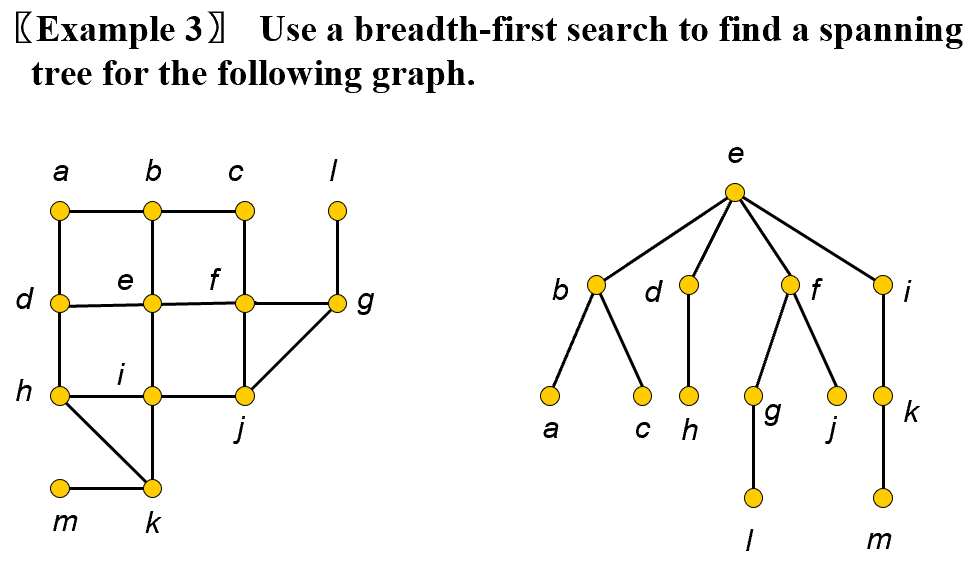 〖Example 3〗 Use a breadth-first search to find a spanning
tree for the following graph.
a b c l
d e f g
h i j
m k
e
b d f i
a c h g j k
l m